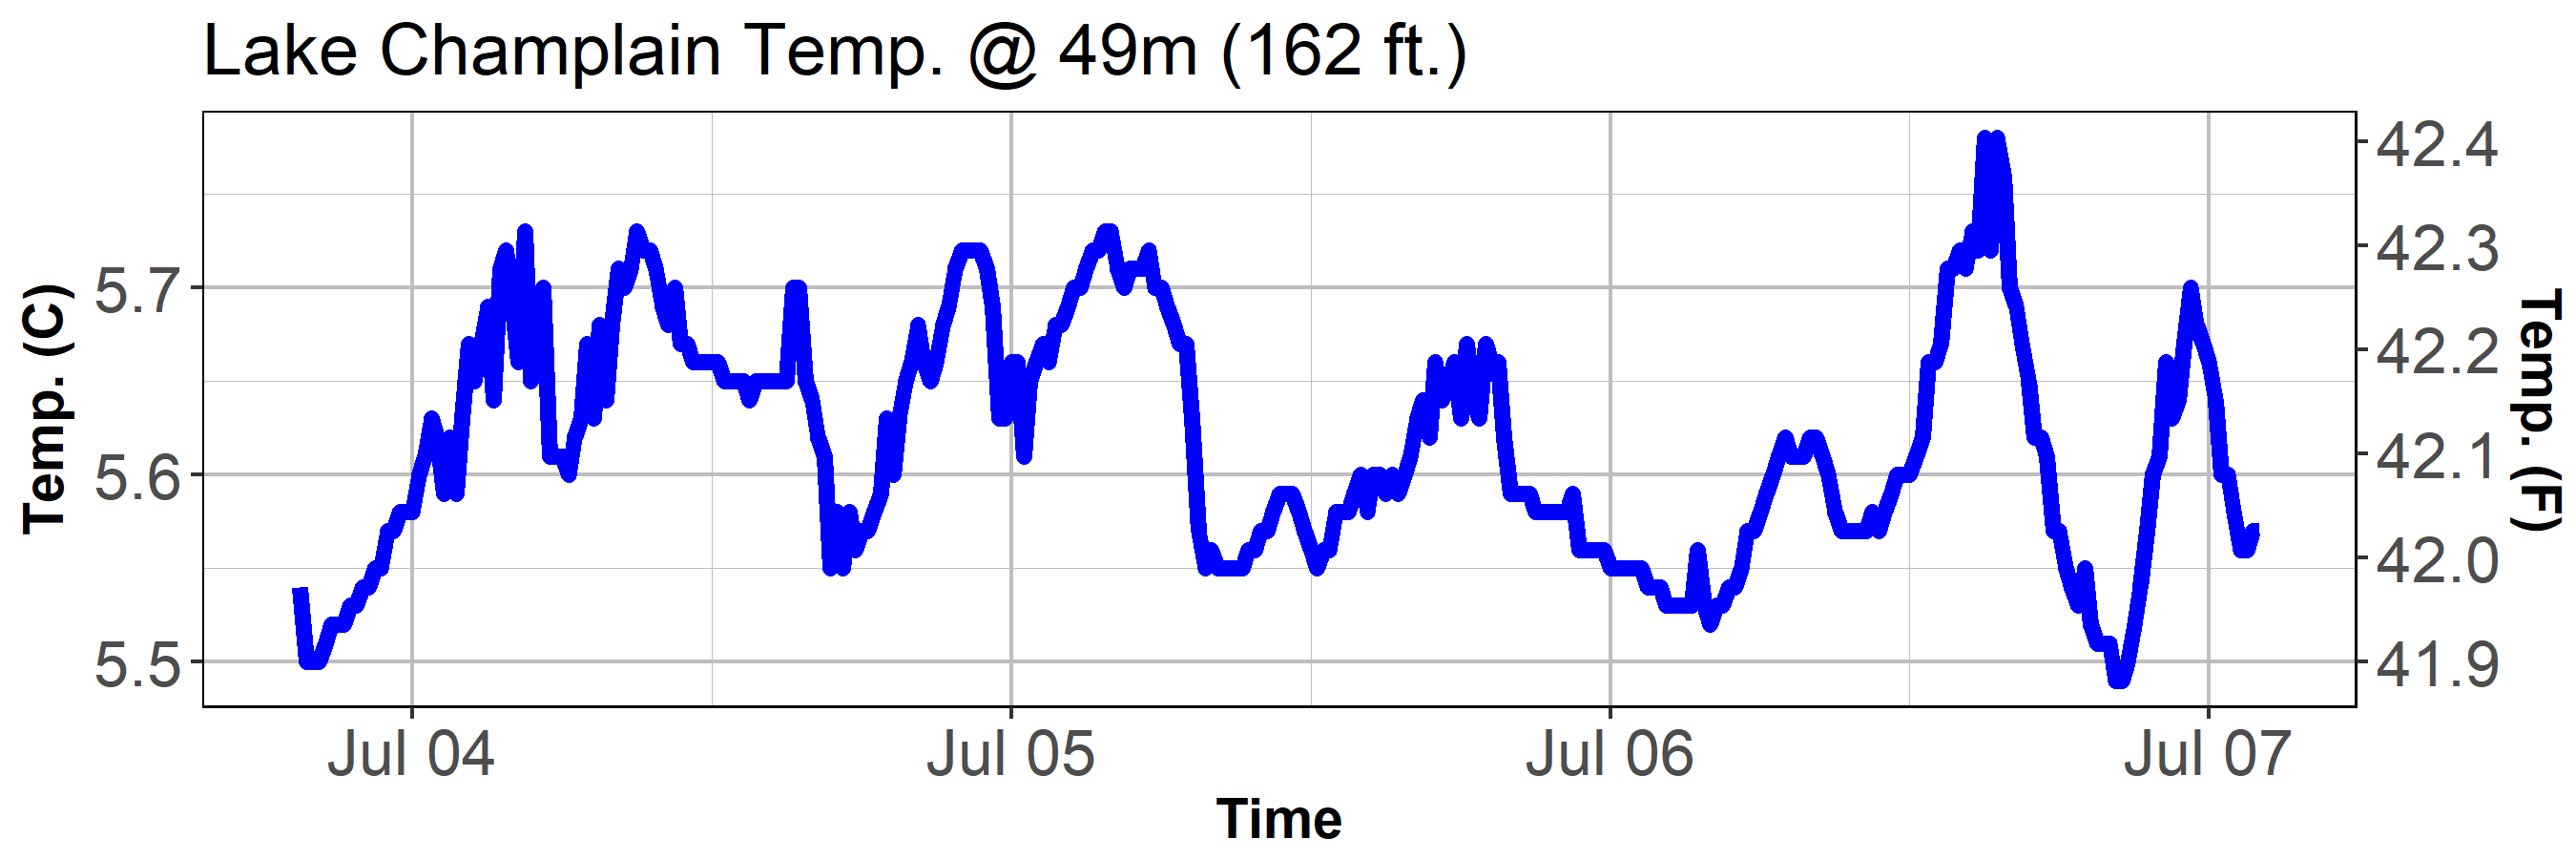 Lake Champlain Temp. @ 49m (162 ft.)
Temp. (C)
5.7
5.6
5.5
42.4
42.3
42.2
42.1
42.0
41.9
Temp. (F)
Jul 04 Jul 05 Jul 06 Jul 07
Time